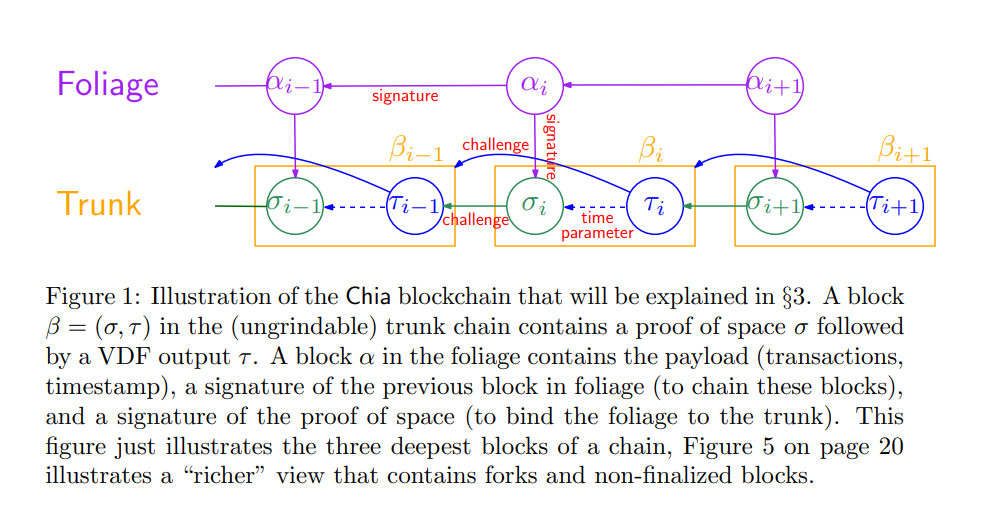 Foliage
α_{i−1}
α_i
α_{i+1}
signature
signature
β_{i−1}
challenge
β_i
β_{i+1}
Trunk
σ_{i−1}
τ_{i−1}
challenge
σ_i
time
parameter
τ_i
σ_{i+1}
τ_{i+1}
Figure 1: Illustration of the Chia blockchain that will be explained in §3. A block
β = (σ, τ) in the (ungrindable) trunk chain contains a proof of space σ followed
by a VDF output τ. A block α in the foliage contains the payload (transactions,
timestamp), a signature of the previous block in foliage (to chain these blocks),
and a signature of the proof of space (to bind the foliage to the trunk). This
figure just illustrates the three deepest blocks of a chain, Figure 5 on page 20
illustrates a “richer” view that contains forks and non-finalized blocks.